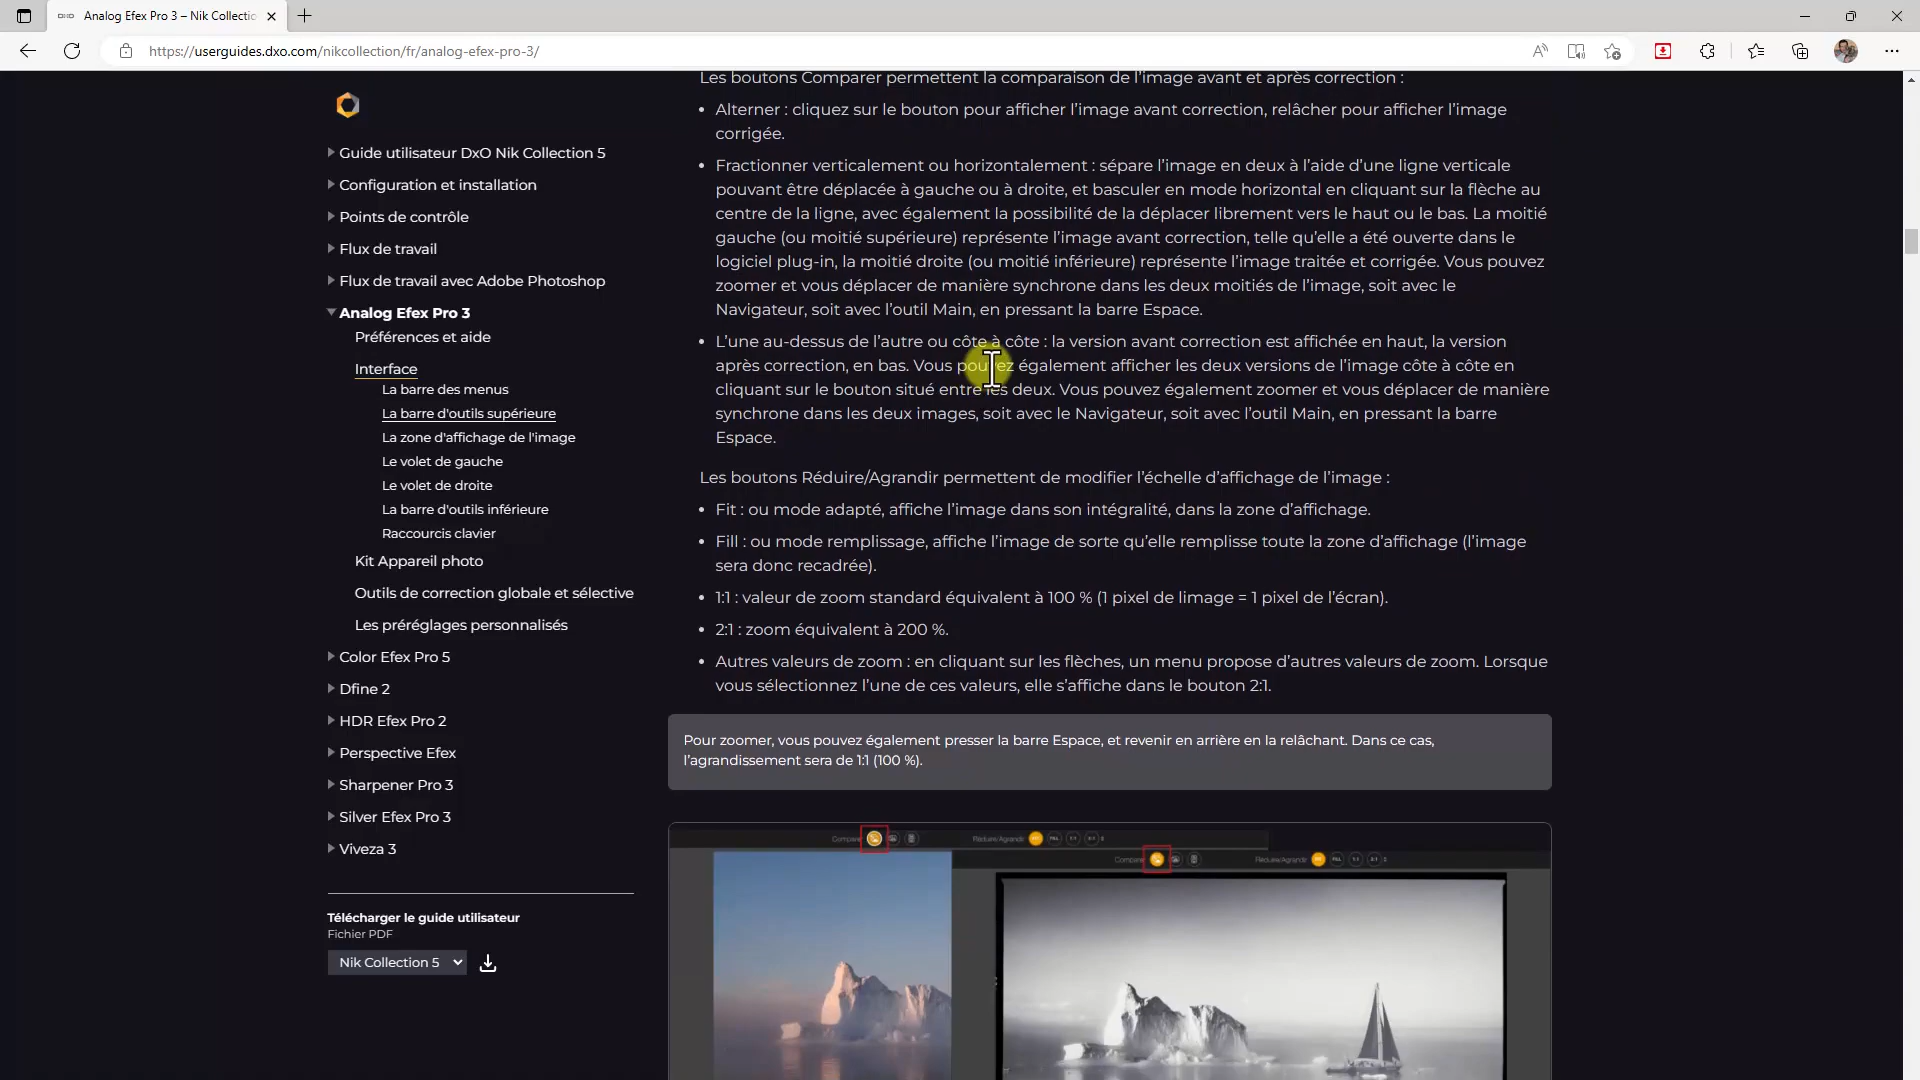 Analog Efex Pro 3 – Nik Collectio
https://userguides.dxo.com/nikcollection/fr/analog-efex-pro-3/
Guide utilisateur DxO Nik Collection 5
Configuration et installation
Points de contrôle
Flux de travail
Flux de travail avec Adobe Photoshop
Analog Efex Pro 3
Préférences et aide
Interface
La barre des menus
La barre d'outils supérieure
La zone d'affichage de l'image
Le volet de gauche
Le volet de droite
La barre d'outils inférieure
Raccourcis clavier
Kit Appareil photo
Outils de correction globale et sélective
Les préréglages personnalisés
Color Efex Pro 5
Dfine 2
HDR Efex Pro 2
Perspective Efex
Sharpener Pro 3
Silver Efex Pro 3
Viveza 3
Télécharger le guide utilisateur
Fichier PDF
Nik Collection 5
Les boutons Comparer permettent la comparaison de l’image avant et après correction :
• Alterner : cliquez sur le bouton pour afficher l’image avant correction, relâcher pour afficher l’image
corrigée.
• Fractionner verticalement ou horizontalement : sépare l’image en deux à l’aide d’une ligne verticale
pouvant être déplacée à gauche ou à droite, et basculer en mode horizontal en cliquant sur la flèche au
centre de la ligne, avec également la possibilité de la déplacer librement vers le haut ou le bas. La moitié
gauche (ou moitié supérieure) représente l’image avant correction, telle qu’elle a été ouverte dans le
logiciel plug-in, la moitié droite (ou moitié inférieure) représente l’image traitée et corrigée. Vous pouvez
zoomer et vous déplacer de manière synchrone dans les deux moitiés de l’image, soit avec le
Navigateur, soit avec l’outil Main, en pressant la barre Espace.
• L’une au-dessus de l’autre ou côte à côte : la version avant correction est affichée en haut, la version
après correction, en bas. Vous pouvez également afficher les deux versions de l’image côte à côte en
cliquant sur le bouton situé entre les deux. Vous pouvez également zoomer et vous déplacer de manière
synchrone dans les deux images, soit avec le Navigateur, soit avec l’outil Main, en pressant la barre
Espace.
Les boutons Réduire/Agrandir permettent de modifier l’échelle d’affichage de l’image :
• Fit : ou mode adapté, affiche l’image dans son intégralité, dans la zone d’affichage.
• Fill : ou mode remplissage, affiche l’image de sorte qu’elle remplisse toute la zone d’affichage (l’image
sera donc recadrée).
• 1:1 : valeur de zoom standard équivalent à 100 % (1 pixel de limage = 1 pixel de l’écran).
• 2:1 : zoom équivalent à 200 %.
• Autres valeurs de zoom : en cliquant sur les flèches, un menu propose d’autres valeurs de zoom. Lorsque
vous sélectionnez l’une de ces valeurs, elle s’affiche dans le bouton 2:1.
Pour zoomer, vous pouvez également presser la barre Espace, et revenir en arrière en la relâchant. Dans ce cas,
l’agrandissement sera de 1:1 (100 %).
Comparer Réduire/Agrandir
Comparer Réduire/Agrandir